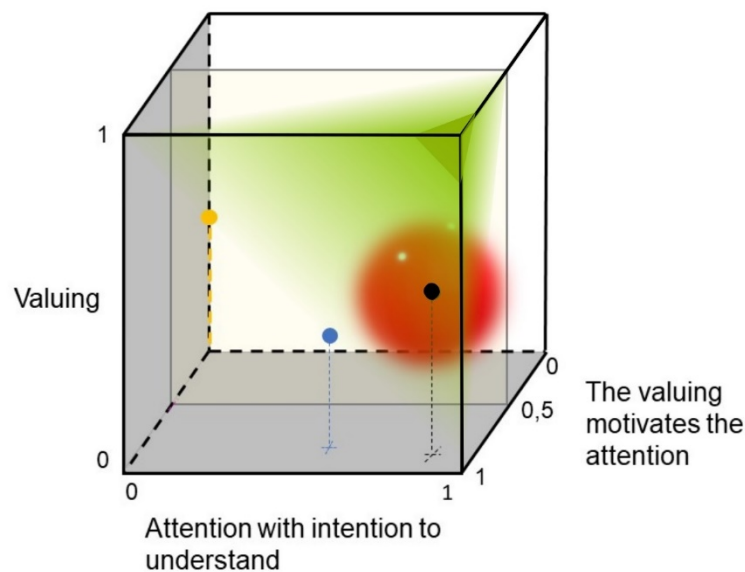 1
Valuing
0
0
1
Attention with intention to
understand
0
0,5
1
The valuing
motivates the
attention